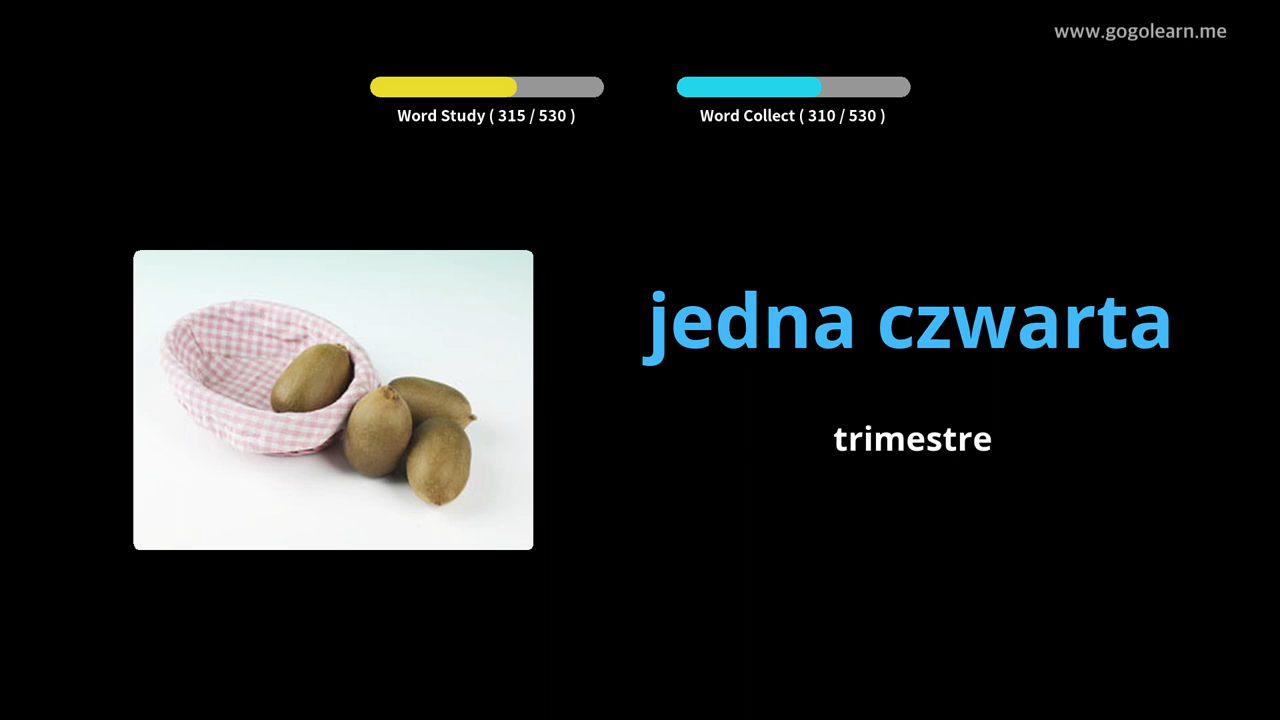 www.gogolearn.me
Word Study ( 315 / 530 )
Word Collect ( 310 / 530 )
jedna czwarta
trimestre